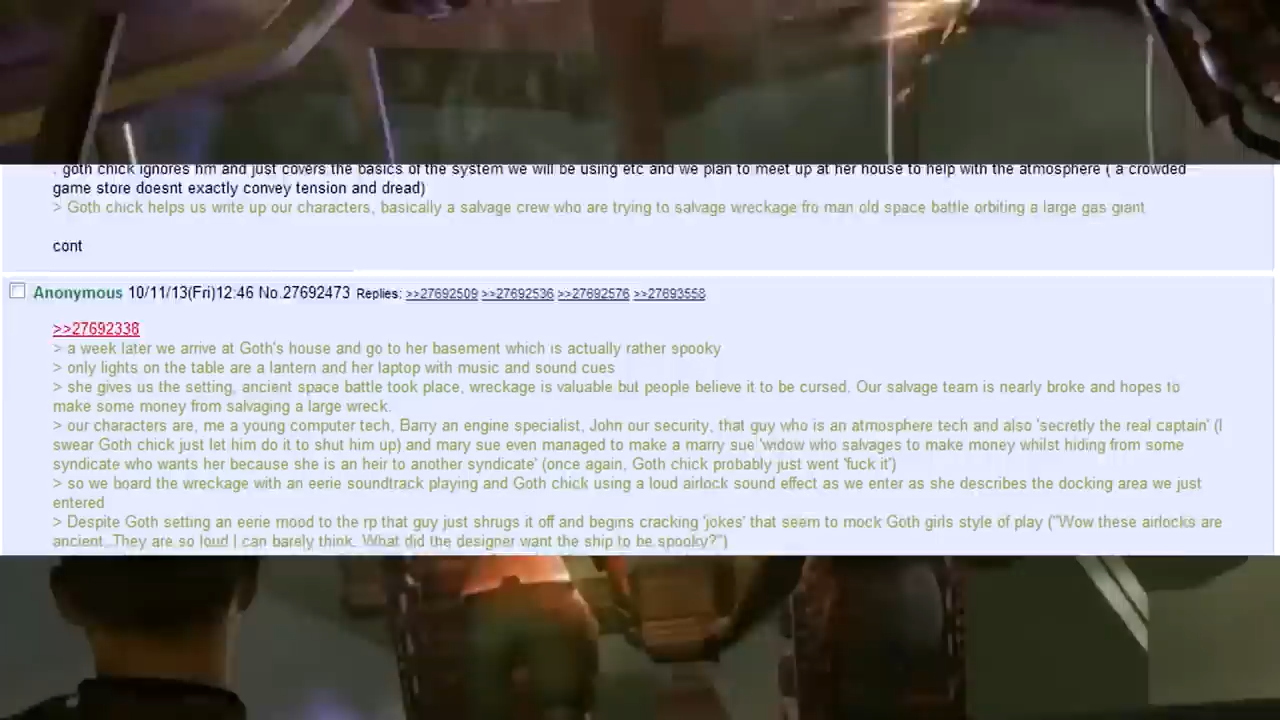 . goth chick ignores hm and just covers the basics of the system we will be using etc and we plan to meet up at her house to help with the atmosphere ( a crowded
game store doesnt exactly convey tension and dread)
> Goth chick helps us write up our characters, basically a salvage crew who are trying to salvage wreckage fro man old space battle orbiting a large gas giant
cont
Anonymous 10/11/13(Fri)12:46 No.27692473 Replies: >>27692509 >>27692536 >>27692576 >>27693558
>>27692338
> a week later we arrive at Goth's house and go to her basement which is actually rather spooky
> only lights on the table are a lantern and her laptop with music and sound cues
> she gives us the setting, ancient space battle took place, wreckage is valuable but people believe it to be cursed. Our salvage team is nearly broke and hopes to
make some money from salvaging a large wreck.
> our characters are, me a young computer tech, Barry an engine specialist, John our security, that guy who is an atmosphere tech and also 'secretly the real captain' (I
swear Goth chick just let him do it to shut him up) and mary sue even managed to make a marry sue 'widow who salvages to make money whilst hiding from some
syndicate who wants her because she is an heir to another syndicate' (once again, Goth chick probably just went 'fuck it')
> so we board the wreckage with an eerie soundtrack playing and Goth chick using a loud airlock sound effect as we enter as she describes the docking area we just
entered
> Despite Goth setting an eerie mood to the rp that guy just shrugs it off and begins cracking 'jokes' that seem to mock Goth girls style of play ("Wow these airlocks are
ancient. They are so loud I can barely think. What did the designer want the ship to be spooky?")